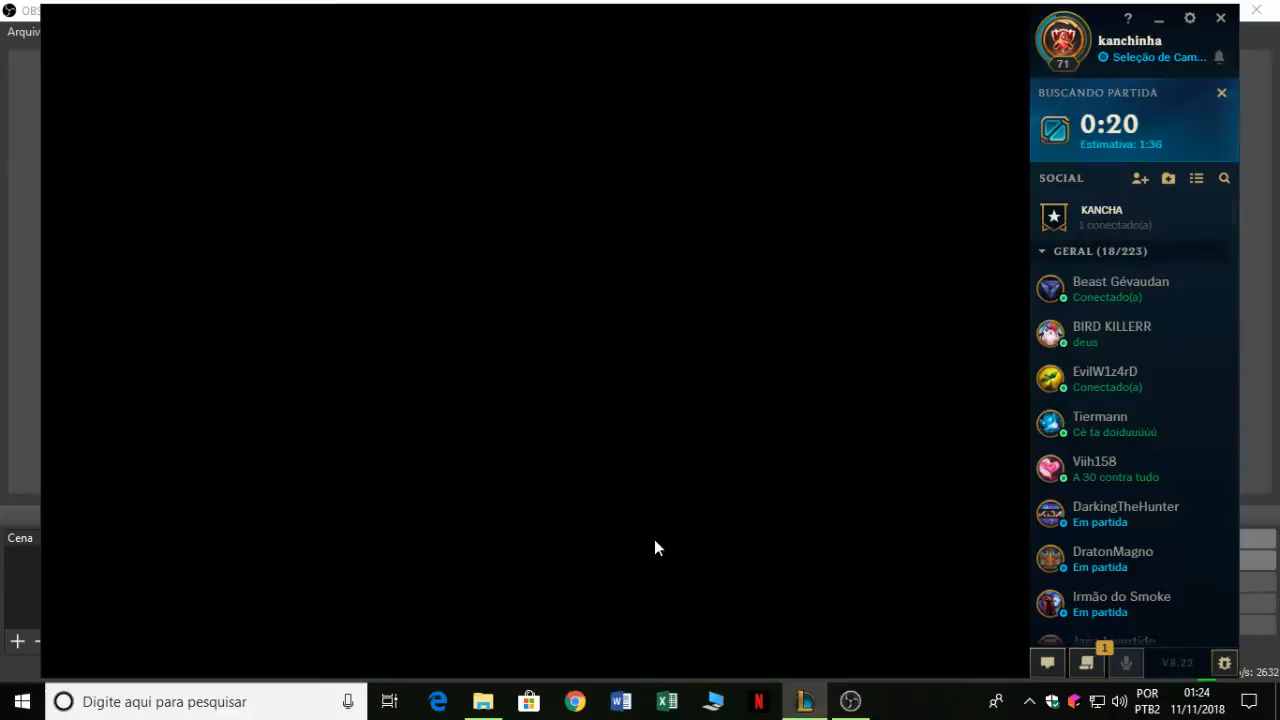 OBS
Arquiv
?
kanchinha
71
Seleção de Cam...
BUSCANDO PARTIDA
0:20
Estimativa: 1:36
SOCIAL
KANCHA
1 conectado(a)
GERAL (18/223)
Beast Gévaudan
Conectado(a)
BIRD KILLERR
deus
EvilW1z4rD
Conectado(a)
Tiermann
Cê ta doiduuúúú
Viih158
A 30 contra tudo
DarkingTheHunter
Em partida
DratonMagno
Em partida
Irmão do Smoke
Em partida
Cena
1
V8.22
/s: 2632
Digite aqui para pesquisar
POR
PTB2
01:24
11/11/2018